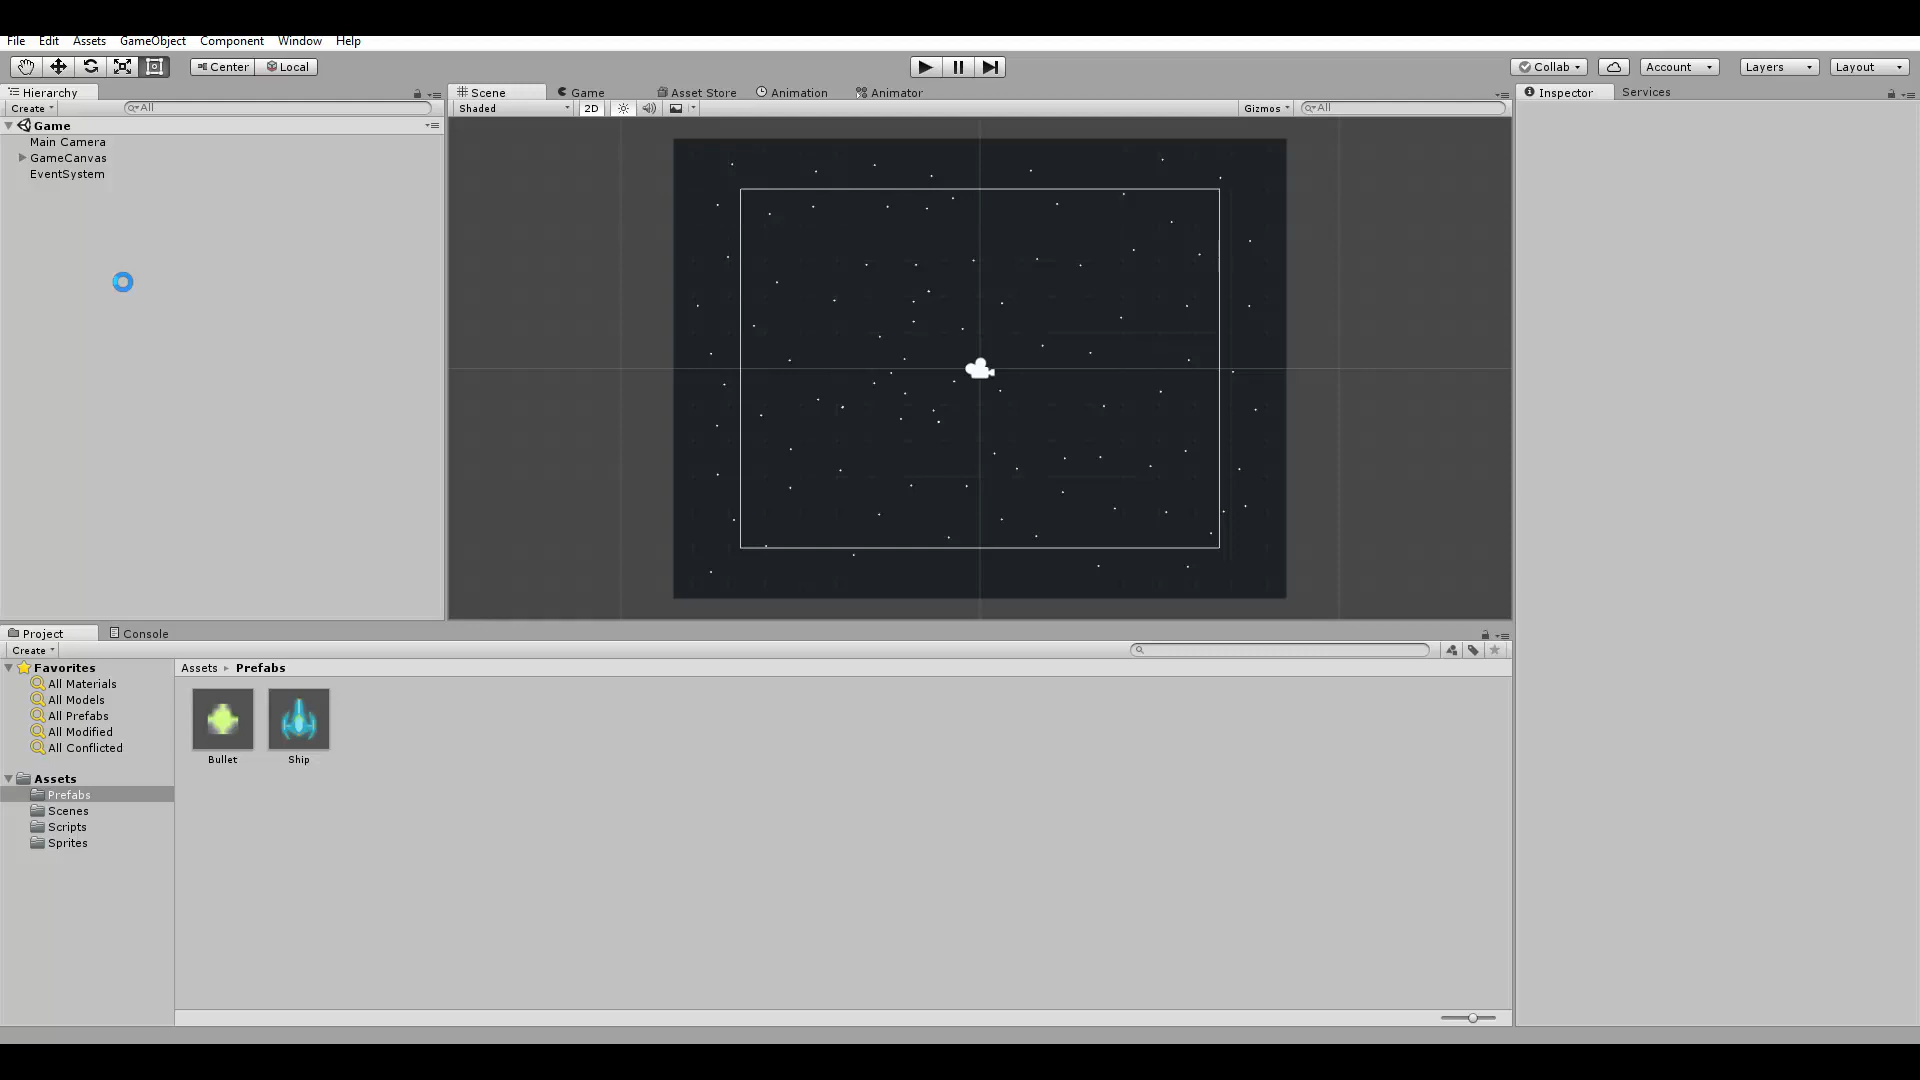 File Edit Assets GameObject Component Window Help
Center Local Collab Account Layers Layout
Hierarchy Scene Game Asset Store Animation Animator Inspector Services
Create All Shaded 2D Gizmos All
Game
Main Camera
GameCanvas
EventSystem
Project Console
Create
Favorites
All Materials
All Models
All Prefabs
All Modified
All Conflicted
Assets
Prefabs
Scenes
Scripts
Sprites
Assets Prefabs
Bullet Ship